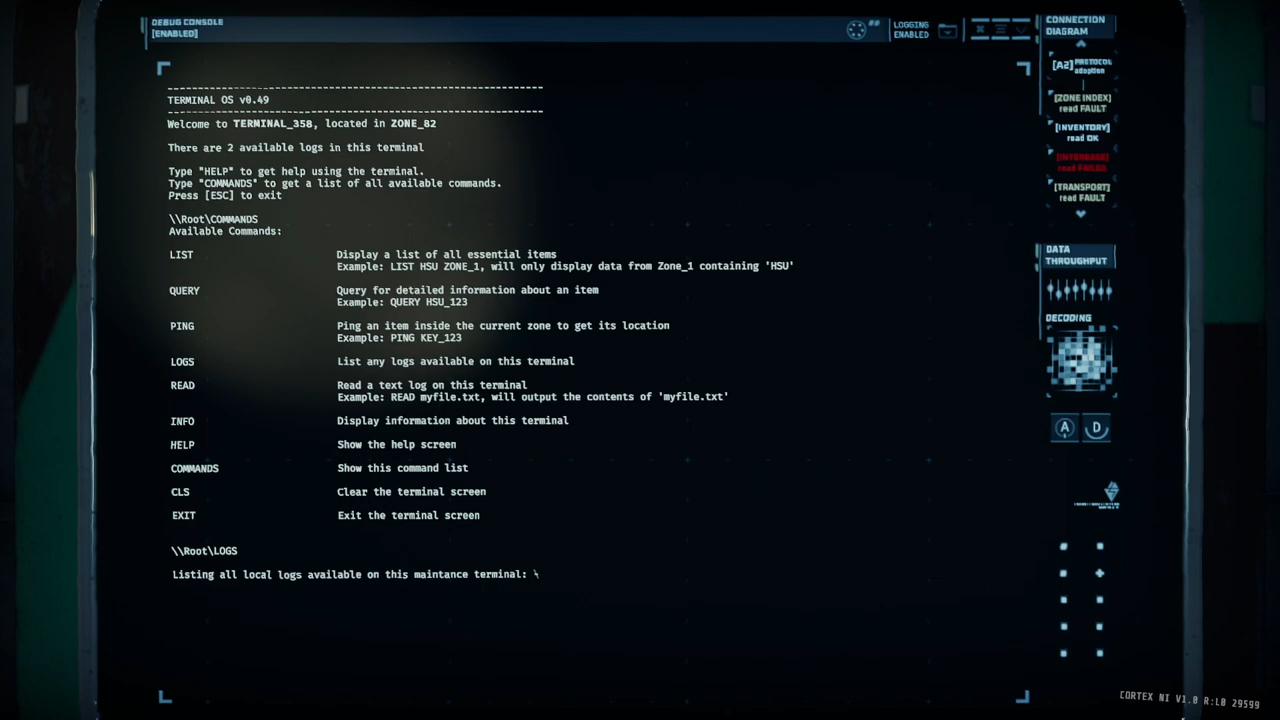 DEBUG CONSOLE
[ENABLED]
LOGGING
ENABLED
CONNECTION
DIAGRAM
[A2] PROTOCOL
adoption
[ZONE INDEX]
read FAULT
[INVENTORY]
read OK
read FAILED
[TRANSPORT]
read FAULT
DATA
THROUGHPUT
DECODING
A D
TERMINAL OS v0.49
Welcome to TERMINAL_358, located in ZONE_82
There are 2 available logs in this terminal
Type "HELP" to get help using the terminal.
Type "COMMANDS" to get a list of all available commands.
Press [ESC] to exit
\\Root\COMMANDS
Available Commands:
LIST Display a list of all essential items
Example: LIST HSU ZONE_1, will only display data from Zone_1 containing 'HSU'
QUERY Query for detailed information about an item
Example: QUERY HSU_123
PING Ping an item inside the current zone to get its location
Example: PING KEY_123
LOGS List any logs available on this terminal
READ Read a text log on this terminal
Example: READ myfile.txt, will output the contents of 'myfile.txt'
INFO Display information about this terminal
HELP Show the help screen
COMMANDS Show this command list
CLS Clear the terminal screen
EXIT Exit the terminal screen
\\Root\LOGS
Listing all local logs available on this maintance terminal: \
CORTEX NI V1.0 R:L0 29599